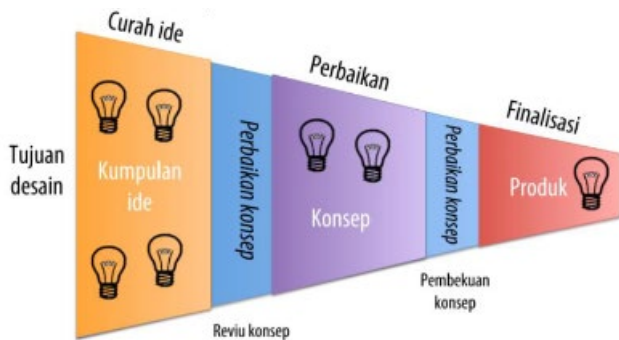 Curah ide
Perbaikan
Finalisasi
Tujuan
desain
Kumpulan
ide
Perbaikan konsep
Konsep
Perbaikan konsep
Produk
Reviu konsep
Pembekuan
konsep